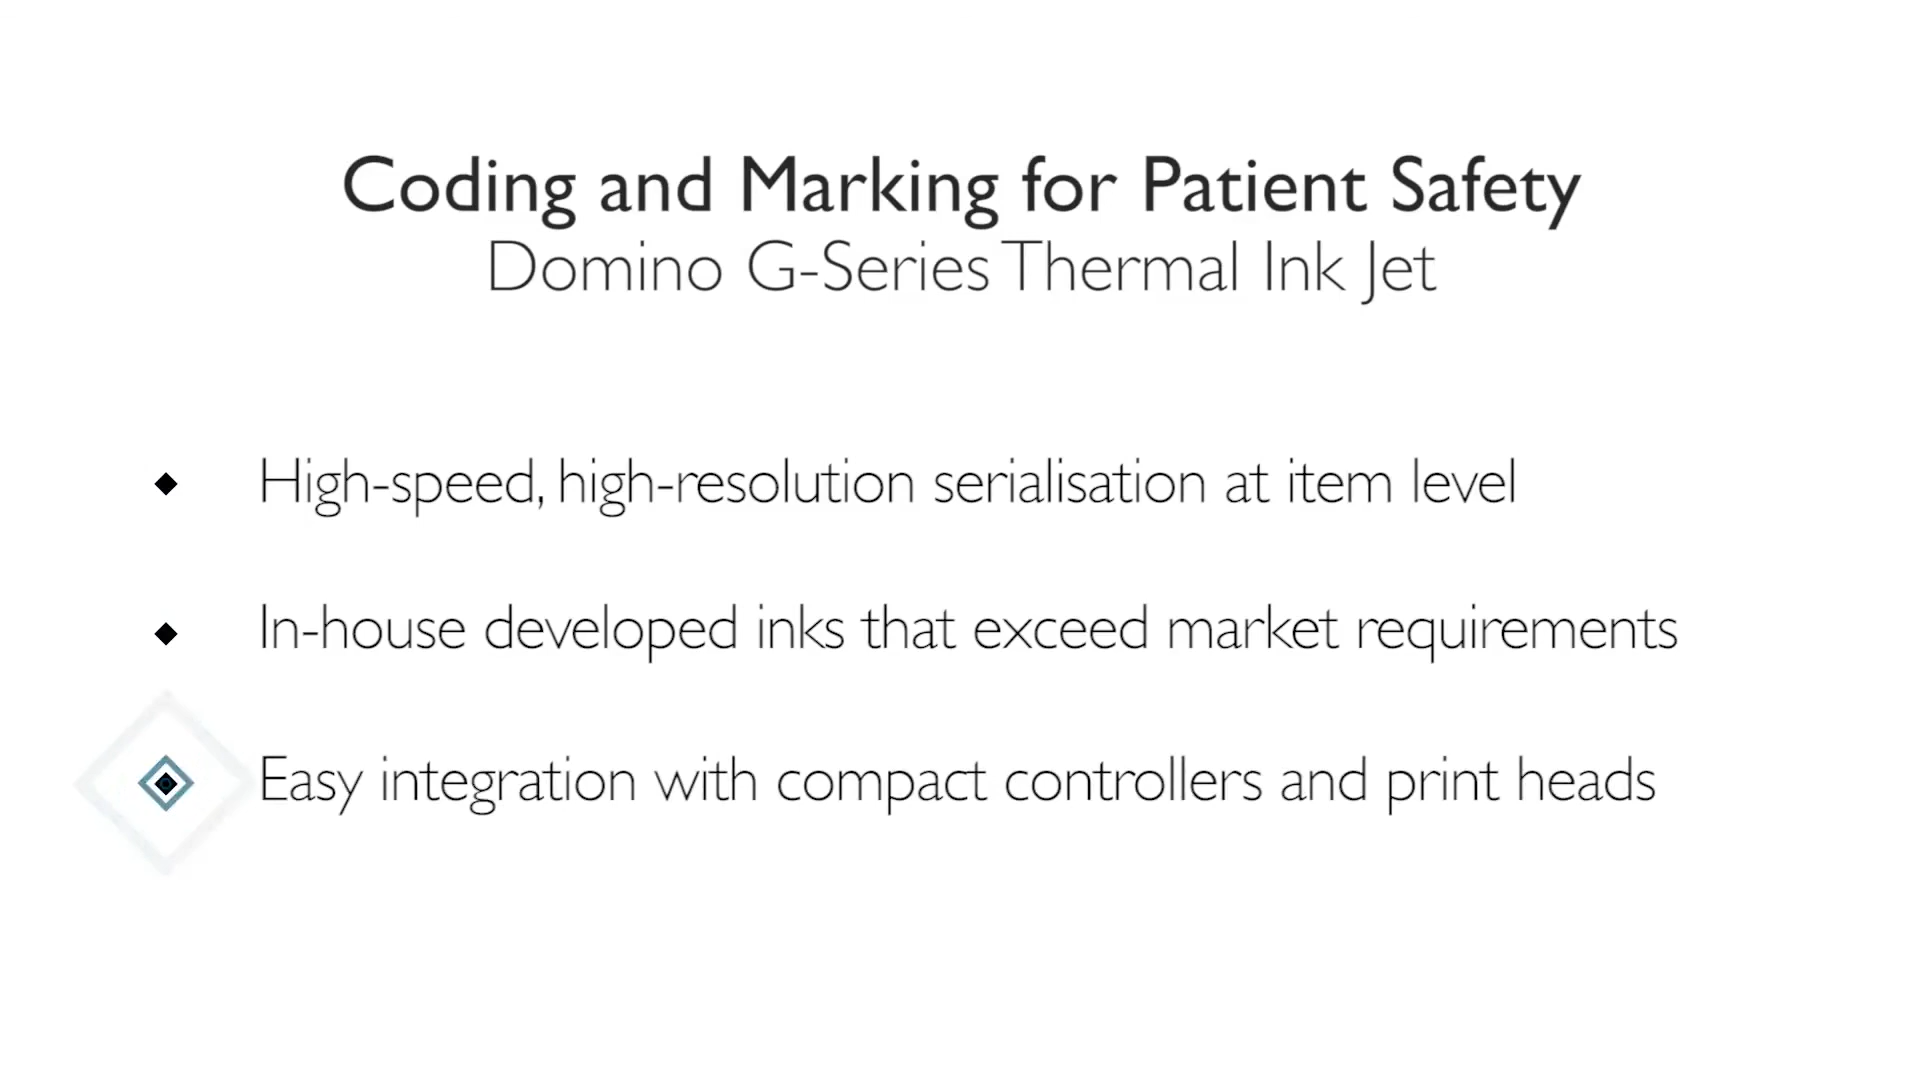 Coding and Marking for Patient Safety
Domino G-Series Thermal Ink Jet
High-speed, high-resolution serialisation at item level
In-house developed inks that exceed market requirements
Easy integration with compact controllers and print heads